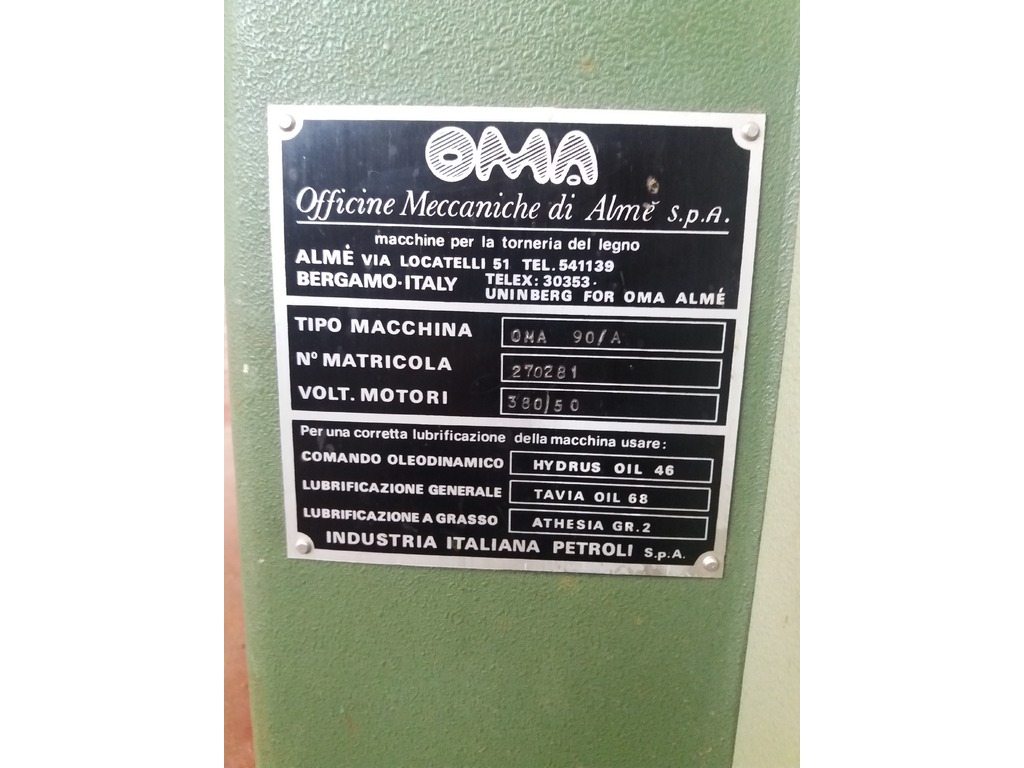 OMA
Officine Meccaniche di Almè S.p.A.
macchine per la torneria del legno
ALMÈ VIA LOCATELLI 51 TEL. 541139
BERGAMO·ITALY TELEX: 30353·
UNINBERG FOR OMA ALMÉ
TIPO MACCHINA OMA 90/A
N° MATRICOLA 270281
VOLT. MOTORI 380/50
Per una corretta lubrificazione della macchina usare:
COMANDO OLEODINAMICO HYDRUS OIL 46
LUBRIFICAZIONE GENERALE TAVIA OIL 68
LUBRIFICAZIONE A GRASSO ATHESIA GR.2
INDUSTRIA ITALIANA PETROLI S.p.A.